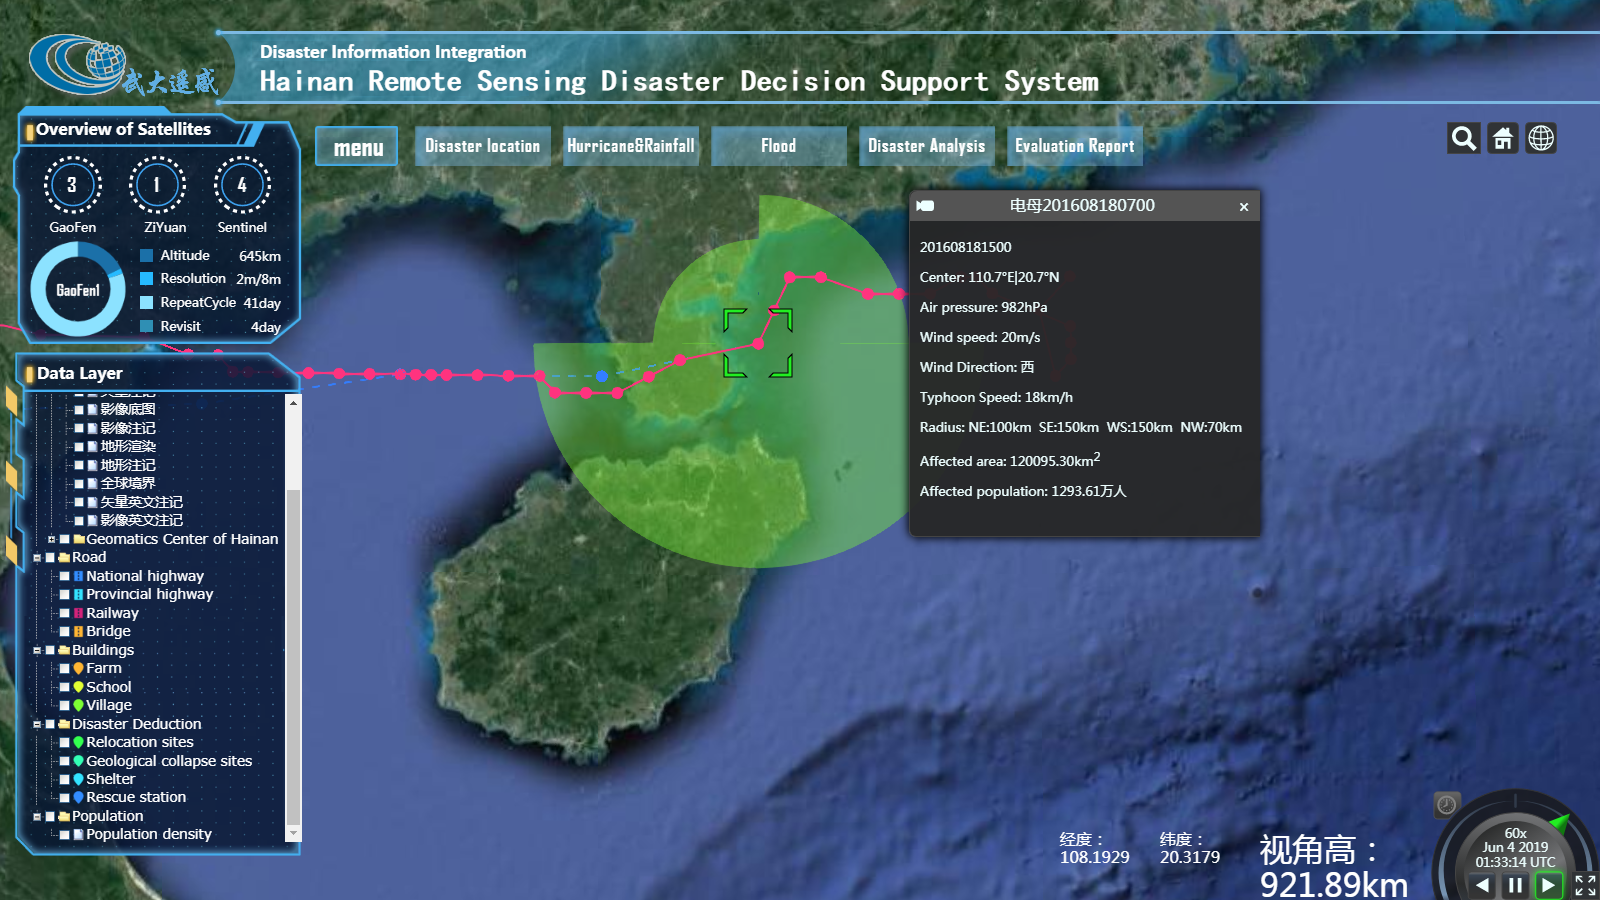 武大遥感
Disaster Information Integration
Hainan Remote Sensing Disaster Decision Support System
Overview of Satellites
3
1
4
GaoFen
ZiYuan
Sentinel
GaoFen1
Altitude 645km
Resolution 2m/8m
RepeatCycle 41day
Revisit 4day
menu
Disaster location
Hurricane&Rainfall
Flood
Disaster Analysis
Evaluation Report
Data Layer
影像底图
影像注记
地形渲染
地形注记
全球境界
矢量英文注记
影像英文注记
Geomatics Center of Hainan
Road
National highway
Provincial highway
Railway
Bridge
Buildings
Farm
School
Village
Disaster Deduction
Relocation sites
Geological collapse sites
Shelter
Rescue station
Population
Population density
电母201608180700
×
201608181500
Center: 110.7°E|20.7°N
Air pressure: 982hPa
Wind speed: 20m/s
Wind Direction: 西
Typhoon Speed: 18km/h
Radius: NE:100km SE:150km WS:150km NW:70km
Affected area: 120095.30km²
Affected population: 1293.61万人
经度：
108.1929
纬度：
20.3179
视角高：
921.89km
60x
Jun 4 2019
01:33:14 UTC